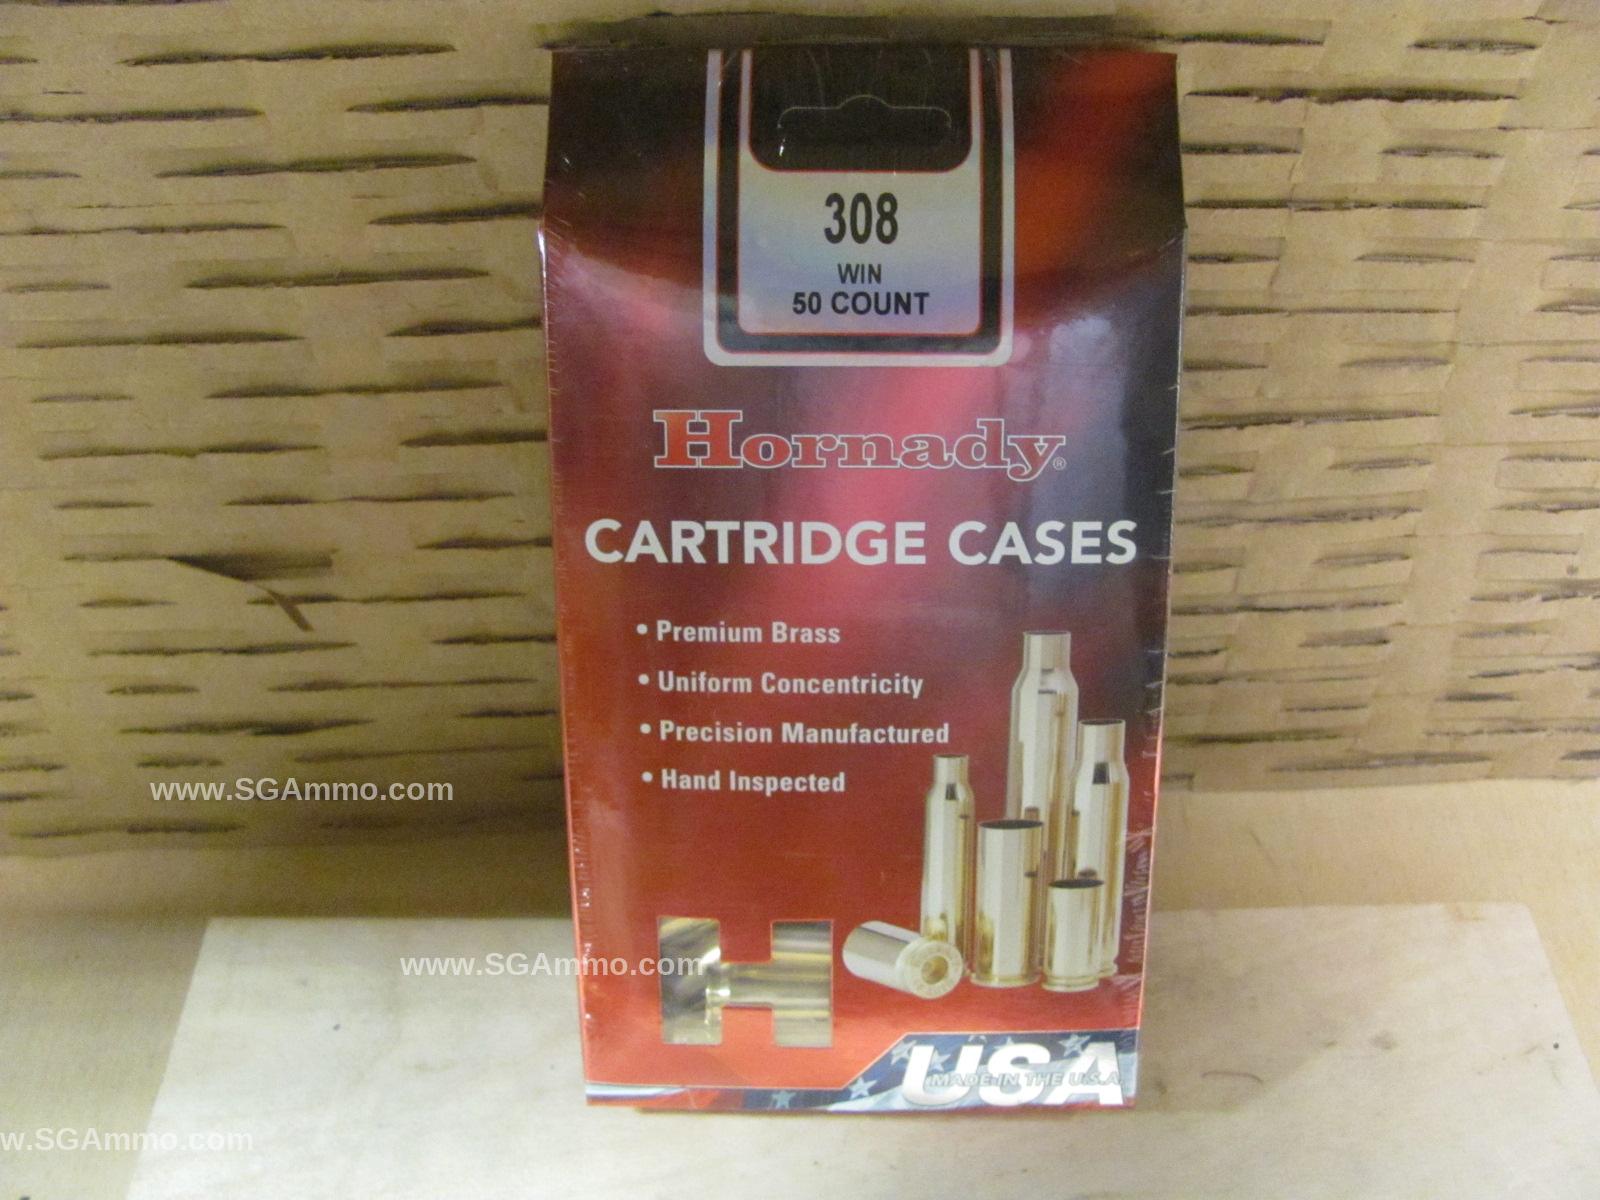 308
WIN
50 COUNT
Hornady®
CARTRIDGE CASES
• Premium Brass
• Uniform Concentricity
• Precision Manufactured
• Hand Inspected
www.SGAmmo.com
www.SGAmmo.com
USA
MADE IN THE U.S.A.
w.SGAmmo.com